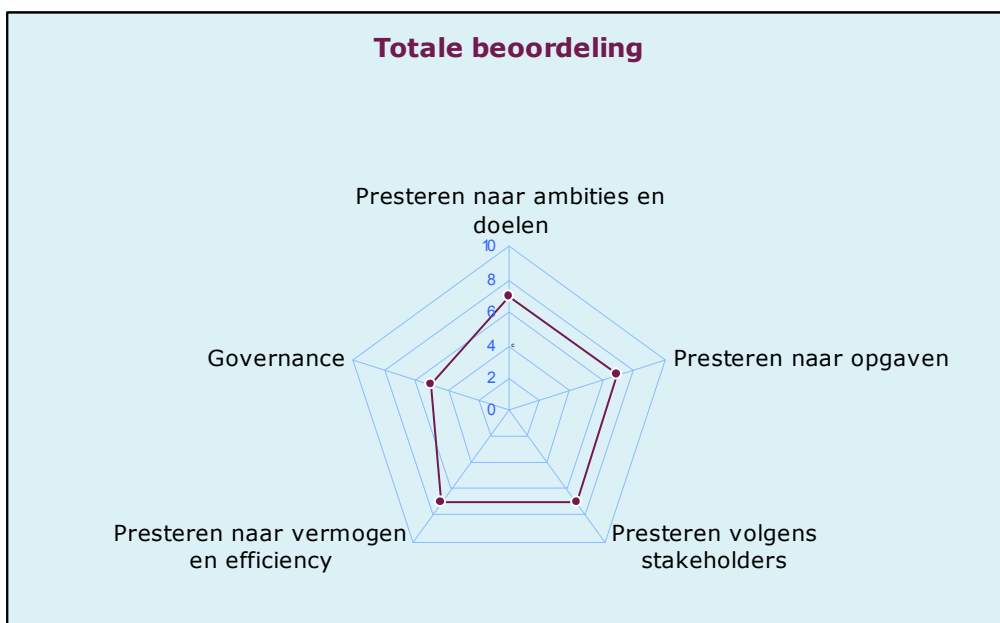 Totale beoordeling
Presteren naar ambities en
doelen
10
8
6
4
2
0
Governance
Presteren naar opgaven
Presteren naar vermogen
en efficiency
Presteren volgens
stakeholders